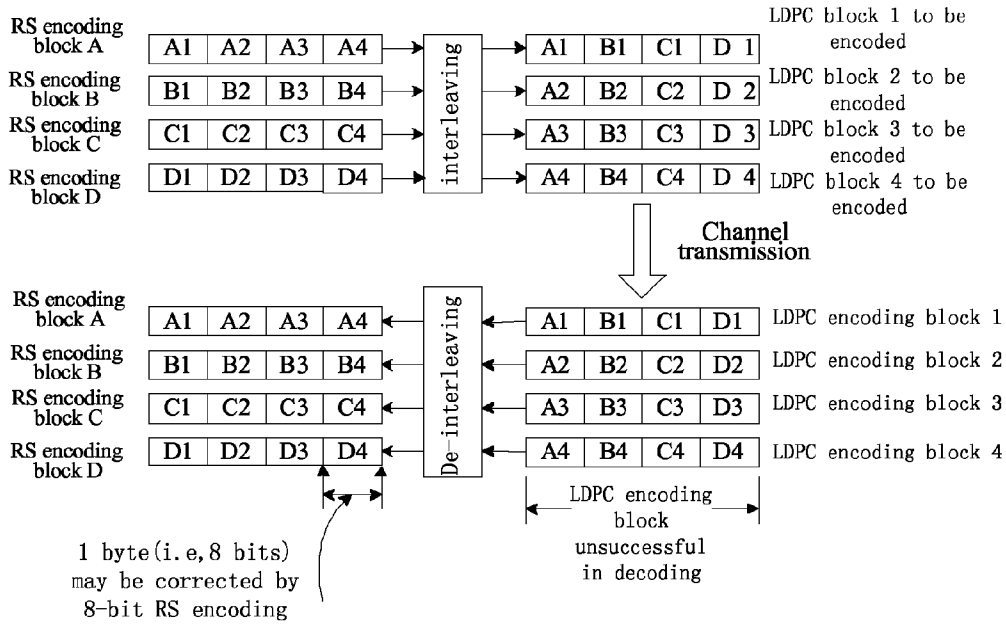 RS encoding
block A
A1 A2 A3 A4
A1 B1 C1 D 1
LDPC block 1 to be
encoded
RS encoding
block B
B1 B2 B3 B4
A2 B2 C2 D 2
LDPC block 2 to be
encoded
RS encoding
block C
C1 C2 C3 C4
A3 B3 C3 D 3
LDPC block 3 to be
encoded
RS encoding
block D
D1 D2 D3 D4
A4 B4 C4 D 4
LDPC block 4 to be
encoded
interleaving
Channel
transmission
RS encoding
block A
A1 A2 A3 A4
A1 B1 C1 D1
LDPC encoding block 1
RS encoding
block B
B1 B2 B3 B4
A2 B2 C2 D2
LDPC encoding block 2
RS encoding
block C
C1 C2 C3 C4
A3 B3 C3 D3
LDPC encoding block 3
RS encoding
block D
D1 D2 D3 D4
A4 B4 C4 D4
LDPC encoding block 4
De-interleaving
LDPC encoding
block
unsuccessful
in decoding
1 byte(i.e,8 bits)
may be corrected by
8-bit RS encoding